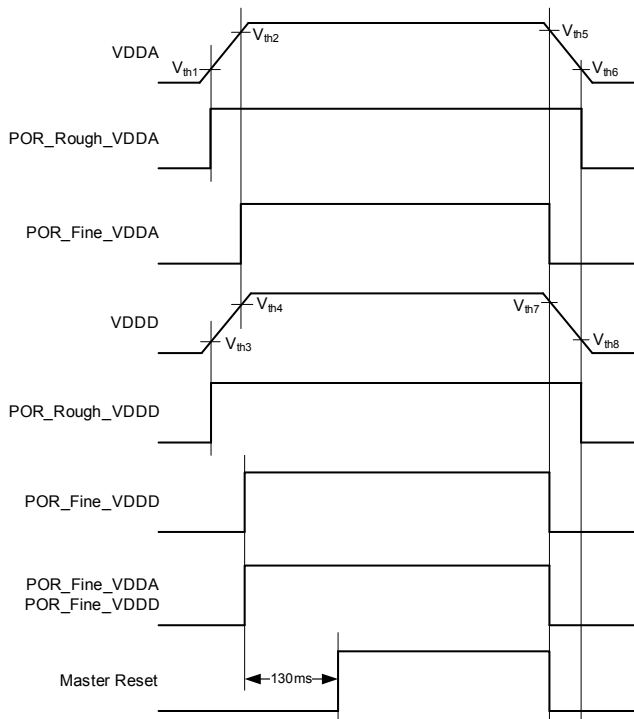 VDDA
Vth1
Vth2
Vth5
Vth6
POR_Rough_VDDA
POR_Fine_VDDA
VDDD
Vth3
Vth4
Vth7
Vth8
POR_Rough_VDDD
POR_Fine_VDDD
POR_Fine_VDDA
POR_Fine_VDDD
130ms
Master Reset